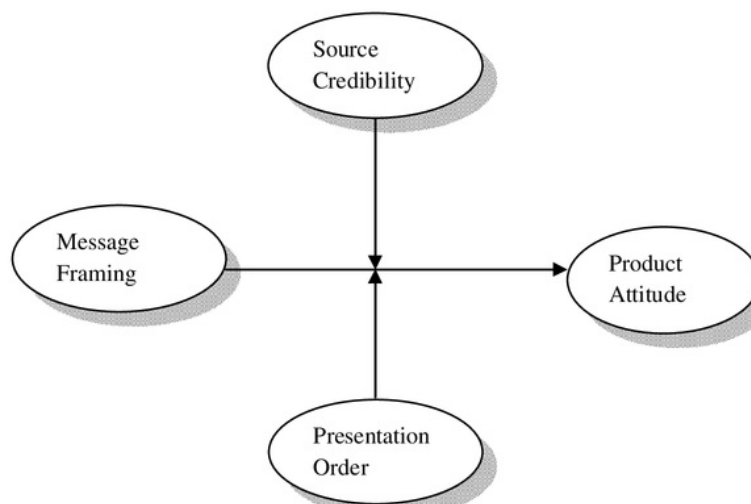 Source
Credibility
Message
Framing
Product
Attitude
Presentation
Order